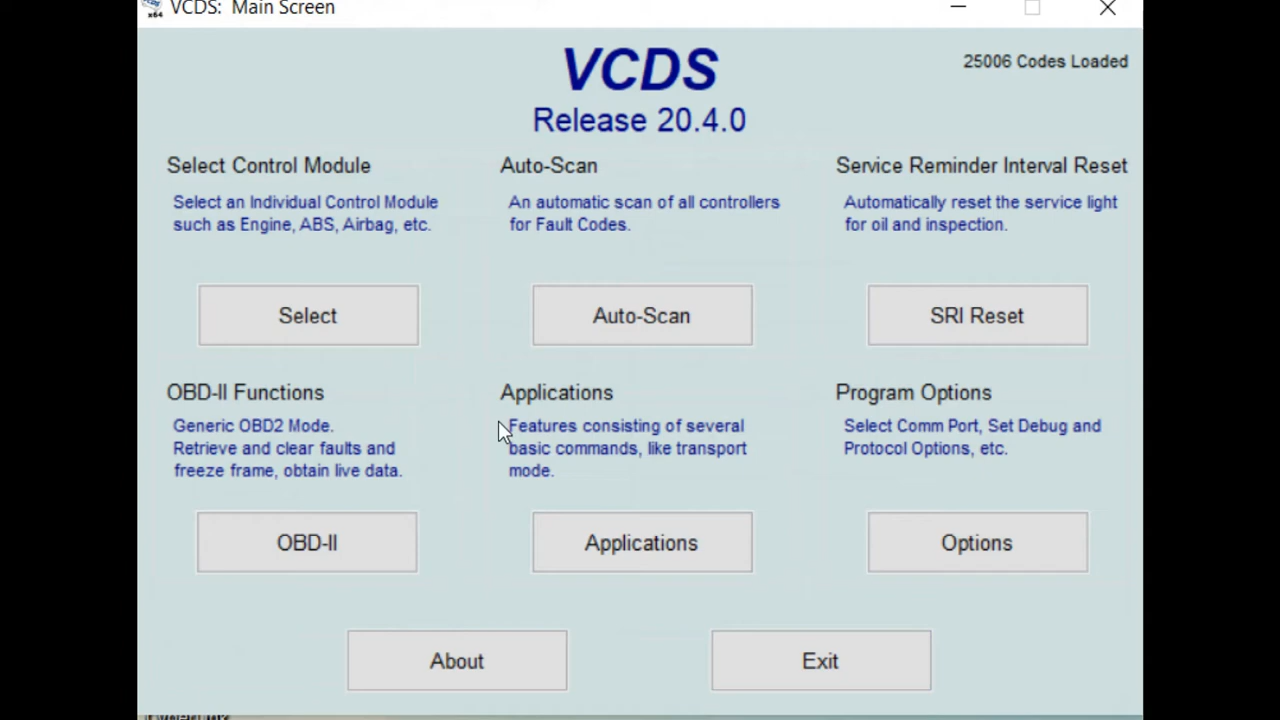 VCDS: Main Screen
VCDS
Release 20.4.0
25006 Codes Loaded
Select Control Module
Select an Individual Control Module
such as Engine, ABS, Airbag, etc.
Select
Auto-Scan
An automatic scan of all controllers
for Fault Codes.
Auto-Scan
Service Reminder Interval Reset
Automatically reset the service light
for oil and inspection.
SRI Reset
OBD-II Functions
Generic OBD2 Mode.
Retrieve and clear faults and
freeze frame, obtain live data.
OBD-II
Applications
Features consisting of several
basic commands, like transport
mode.
Applications
Program Options
Select Comm Port, Set Debug and
Protocol Options, etc.
Options
About
Exit